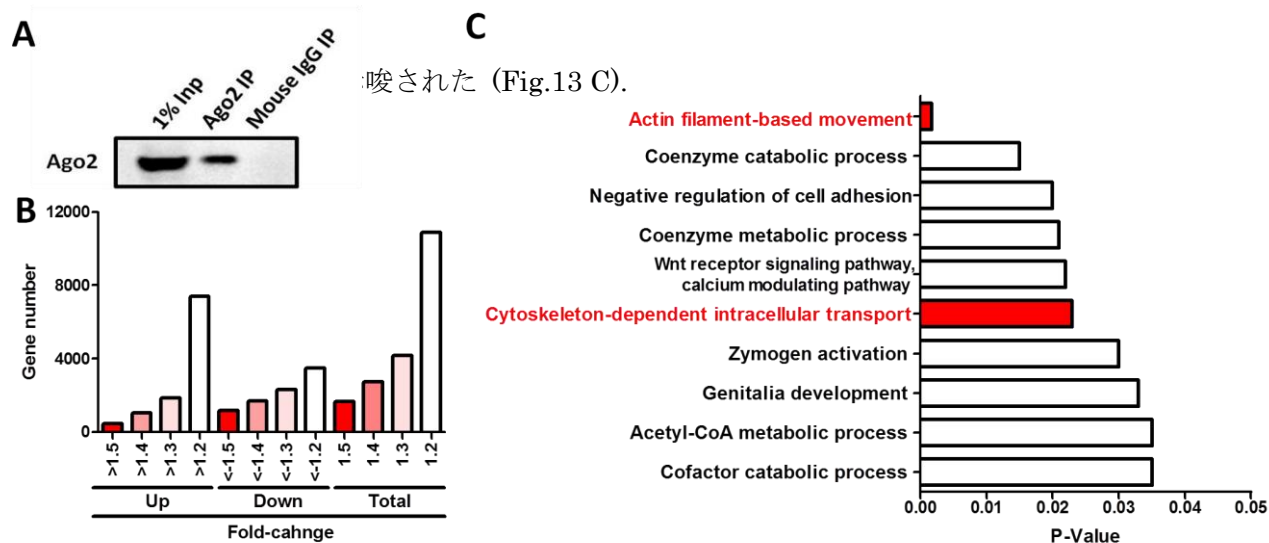 A
1% Inp
Ago2 IP
Mouse IgG IP
Ago2
唆された (Fig.13 C).
B
Gene number
12000
8000
4000
0
>1.5
>1.4
>1.3
>1.2
<-1.5
<-1.4
<-1.3
<-1.2
1.5
1.4
1.3
1.2
Up
Down
Total
Fold-cahnge
C
Actin filament-based movement
Coenzyme catabolic process
Negative regulation of cell adhesion
Coenzyme metabolic process
Wnt receptor signaling pathway,
calcium modulating pathway
Cytoskeleton-dependent intracellular transport
Zymogen activation
Genitalia development
Acetyl-CoA metabolic process
Cofactor catabolic process
0.00
0.01
0.02
0.03
0.04
0.05
P-Value